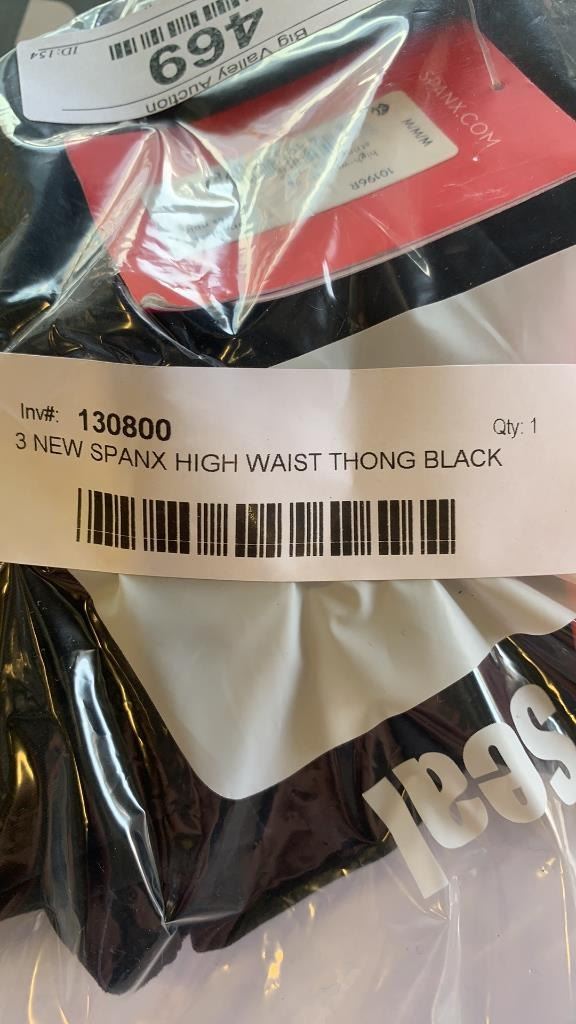 Big Valley Auction
469
ID:154
SPANX.COM
M/M/M
high-w
10196R
Inv#: 130800
Qty: 1
3 NEW SPANX HIGH WAIST THONG BLACK
seal